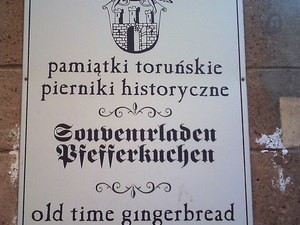 pamiątki toruńskie
pierniki historyczne
Souvenirladen
Pfefferkuchen
old time gingerbread